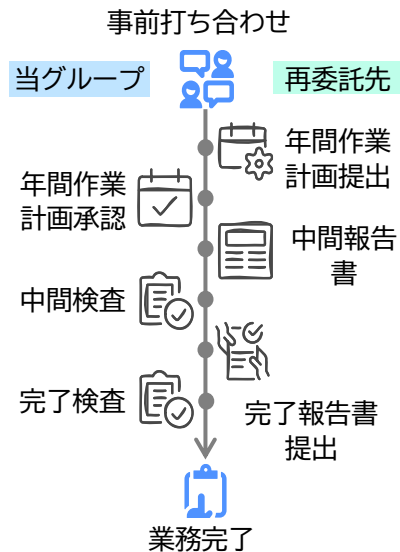 事前打ち合わせ
当グループ
再委託先
年間作業
計画提出
年間作業
計画承認
中間報告
書
中間検査
完了検査
完了報告書
提出
業務完了